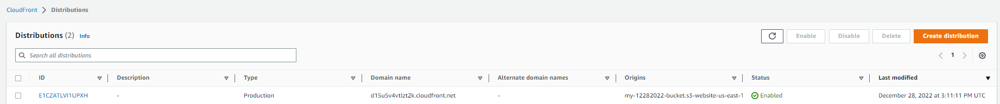 CloudFront > Distributions
Distributions (2) Info
Enable Disable Delete Create distribution
Search all distributions
1
ID Description Type Domain name Alternate domain names Origins Status Last modified
E1CZATLVI1UPXH - Production d15u5v4vtlzt2k.cloudfront.net - my-12282022-bucket.s3-website-us-east-1 Enabled December 28, 2022 at 3:11:11 PM UTC